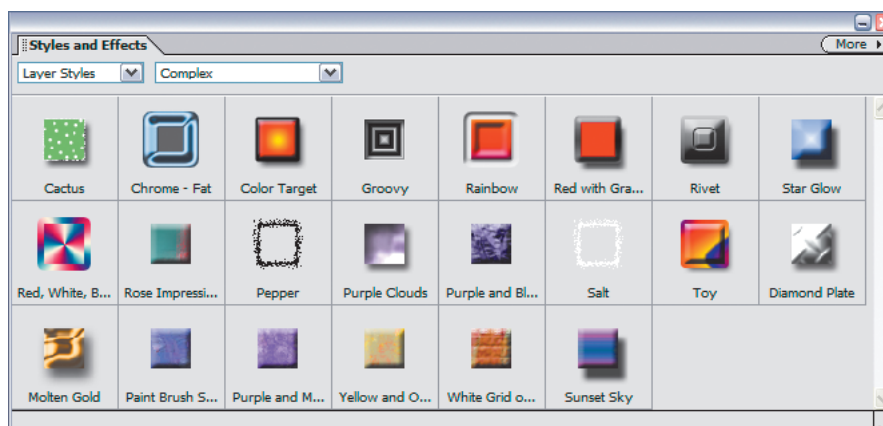 Styles and Effects
More
Layer Styles
Complex
Cactus
Chrome - Fat
Color Target
Groovy
Rainbow
Red with Gra...
Rivet
Star Glow
Red, White, B...
Rose Impressi...
Pepper
Purple Clouds
Purple and Bl...
Salt
Toy
Diamond Plate
Molten Gold
Paint Brush S...
Purple and M...
Yellow and O...
White Grid o...
Sunset Sky